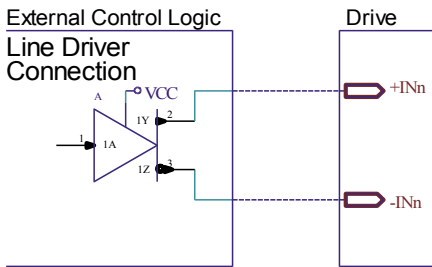 External Control Logic
Drive
Line Driver
Connection
A
VCC
+INn
1Y
2
1
1A
1Z
3
-INn